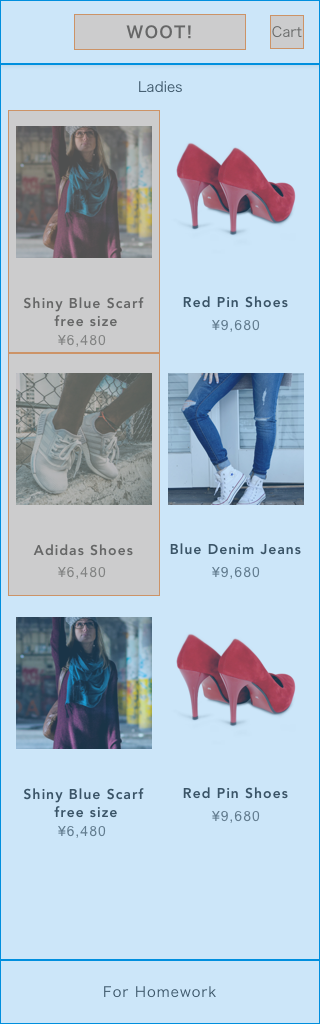 WOOT!
Cart
Ladies
Shiny Blue Scarf
free size
¥6,480
Red Pin Shoes
¥9,680
Adidas Shoes
¥6,480
Blue Denim Jeans
¥9,680
Shiny Blue Scarf
free size
¥6,480
Red Pin Shoes
¥9,680
For Homework